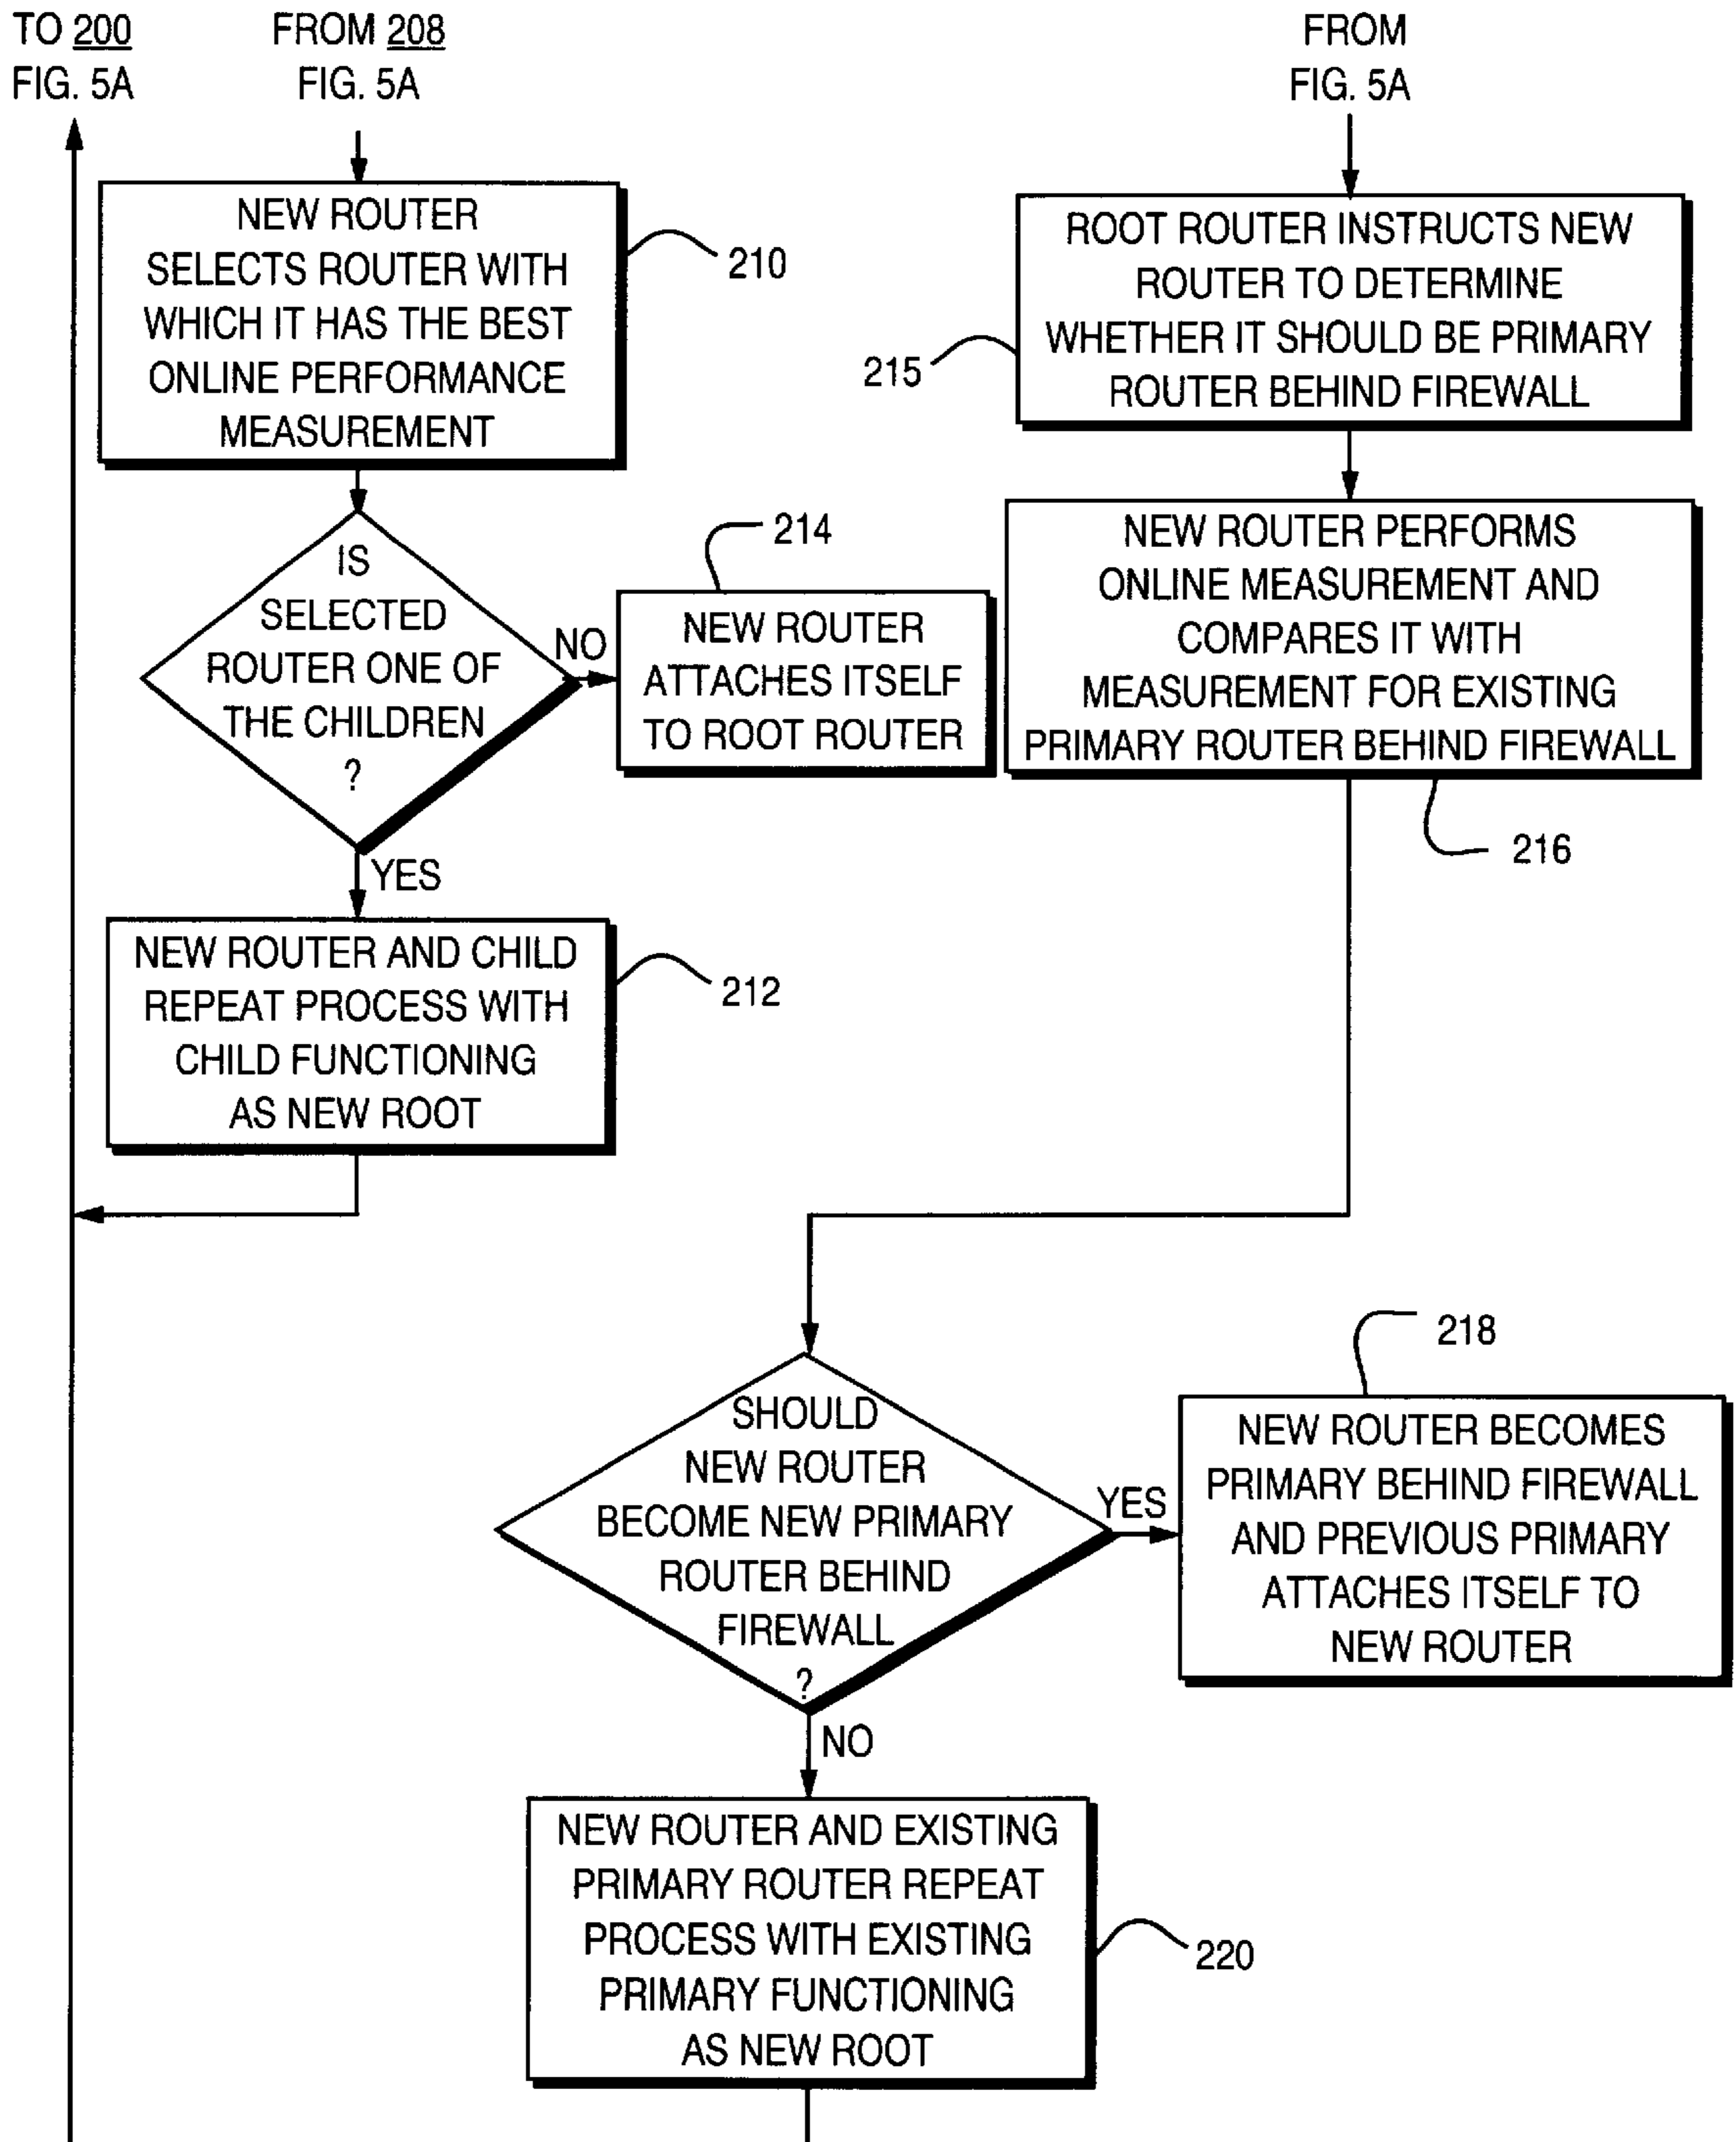 TO 200
FIG. 5A
FROM 208
FIG. 5A
FROM
FIG. 5A
NEW ROUTER
SELECTS ROUTER WITH
WHICH IT HAS THE BEST
ONLINE PERFORMANCE
MEASUREMENT
210
ROOT ROUTER INSTRUCTS NEW
ROUTER TO DETERMINE
WHETHER IT SHOULD BE PRIMARY
ROUTER BEHIND FIREWALL
215
IS
SELECTED
ROUTER ONE OF
THE CHILDREN
?
NO
214
NEW ROUTER
ATTACHES ITSELF
TO ROOT ROUTER
NEW ROUTER PERFORMS
ONLINE MEASUREMENT AND
COMPARES IT WITH
MEASUREMENT FOR EXISTING
PRIMARY ROUTER BEHIND FIREWALL
216
YES
NEW ROUTER AND CHILD
REPEAT PROCESS WITH
CHILD FUNCTIONING
AS NEW ROOT
212
SHOULD
NEW ROUTER
BECOME NEW PRIMARY
ROUTER BEHIND
FIREWALL
?
YES
218
NEW ROUTER BECOMES
PRIMARY BEHIND FIREWALL
AND PREVIOUS PRIMARY
ATTACHES ITSELF TO
NEW ROUTER
NO
NEW ROUTER AND EXISTING
PRIMARY ROUTER REPEAT
PROCESS WITH EXISTING
PRIMARY FUNCTIONING
AS NEW ROOT
220